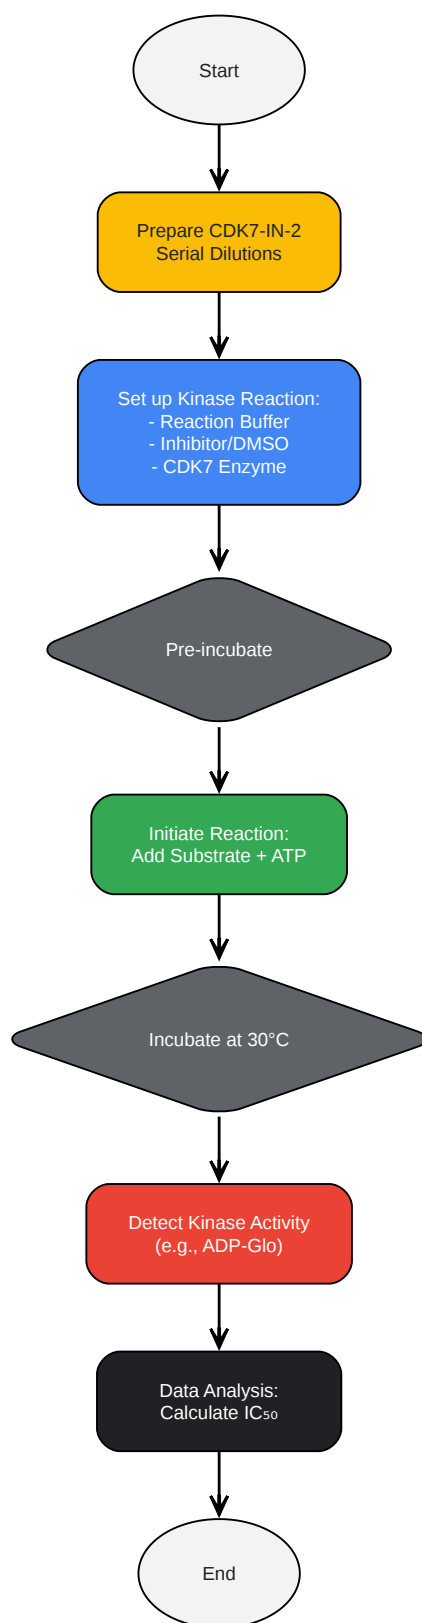 Start
Prepare CDK7-IN-2
Serial Dilutions
Set up Kinase Reaction:
- Reaction Buffer
- Inhibitor/DMSO
- CDK7 Enzyme
Pre-incubate
Initiate Reaction:
Add Substrate + ATP
Incubate at 30°C
Detect Kinase Activity
(e.g., ADP-Glo)
Data Analysis:
Calculate IC₅₀
End